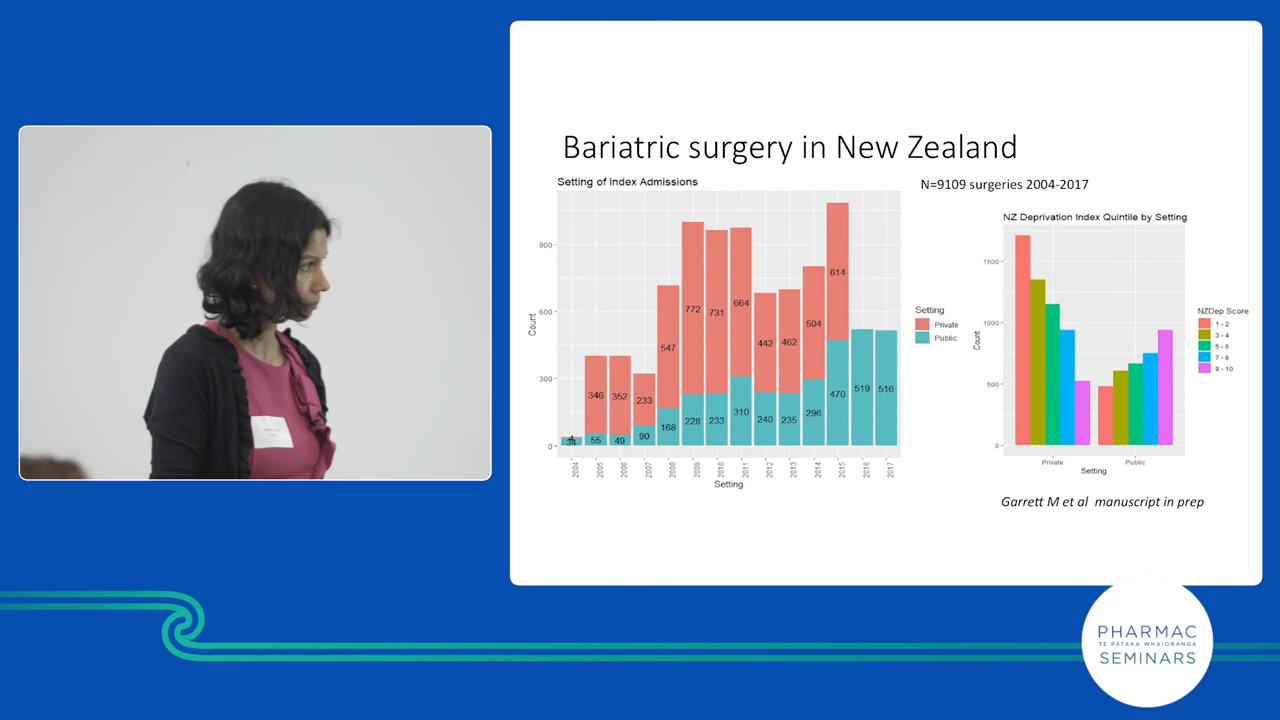 Bariatric surgery in New Zealand
Setting of Index Admissions
N=9109 surgeries 2004-2017
Count
900
600
300
0
346
352
233
547
772
731
664
442
462
504
614
34
55
49
90
168
228
233
310
240
235
296
470
519
516
2004
2005
2006
2007
2008
2009
2010
2011
2012
2013
2014
2015
2016
2017
Setting
Setting
Private
Public
NZ Deprivation Index Quintile by Setting
Count
1500
1000
500
0
Private
Public
Setting
NZDep Score
1 - 2
3 - 4
5 - 6
7 - 8
9 - 10
Garrett M et al manuscript in prep
PHARMAC
TE PĀTAKA WHAIORANGA
SEMINARS